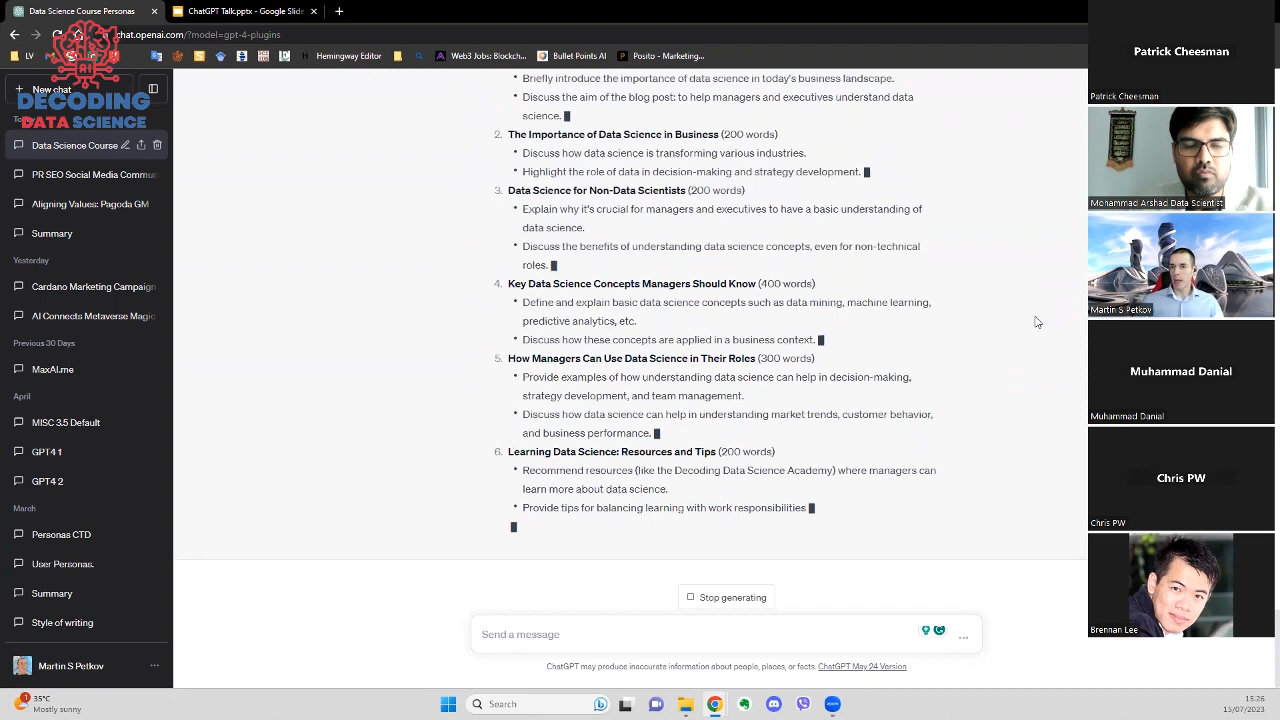 ChatGPT Talk.pptx - Google Slide
chat.openai.com/?model=gpt-4-plugins
LV
Hemingway Editor
Web3 Jobs: Blockch...
Bullet Points AI
Posito - Marketing...
AI
DECODING
DATA SCIENCE
New chat
Data Science Course
PR SEO Social Media Commun
Aligning Values: Pagoda GM
Summary
Yesterday
Cardano Marketing Campaign
AI Connects Metaverse Magic
Previous 30 Days
MaxAI.me
April
MISC 3.5 Default
GPT4 1
GPT4 2
March
Personas CTD
User Personas.
Summary
Style of writing
Martin S Petkov
Briefly introduce the importance of data science in today's business landscape.
Discuss the aim of the blog post: to help managers and executives understand data
science.
2. The Importance of Data Science in Business (200 words)
Discuss how data science is transforming various industries.
Highlight the role of data in decision-making and strategy development.
3. Data Science for Non-Data Scientists (200 words)
Explain why it's crucial for managers and executives to have a basic understanding of
data science.
Discuss the benefits of understanding data science concepts, even for non-technical
roles.
4. Key Data Science Concepts Managers Should Know (400 words)
Define and explain basic data science concepts such as data mining, machine learning,
predictive analytics, etc.
Discuss how these concepts are applied in a business context.
5. How Managers Can Use Data Science in Their Roles (300 words)
Provide examples of how understanding data science can help in decision-making,
strategy development, and team management.
Discuss how data science can help in understanding market trends, customer behavior,
and business performance.
6. Learning Data Science: Resources and Tips (200 words)
Recommend resources (like the Decoding Data Science Academy) where managers can
learn more about data science.
Provide tips for balancing learning with work responsibilities
Stop generating
Send a message
ChatGPT may produce inaccurate information about people, places, or facts. ChatGPT May 24 Version
Patrick Cheesman
Patrick Cheesman
Mohammad Arshad Data Scientist
Martin S Petkov
Muhammad Danial
Muhammad Danial
Chris PW
Chris PW
Brennan Lee
1
35°C
Mostly sunny
Search
zoom
15:26
15/07/2023